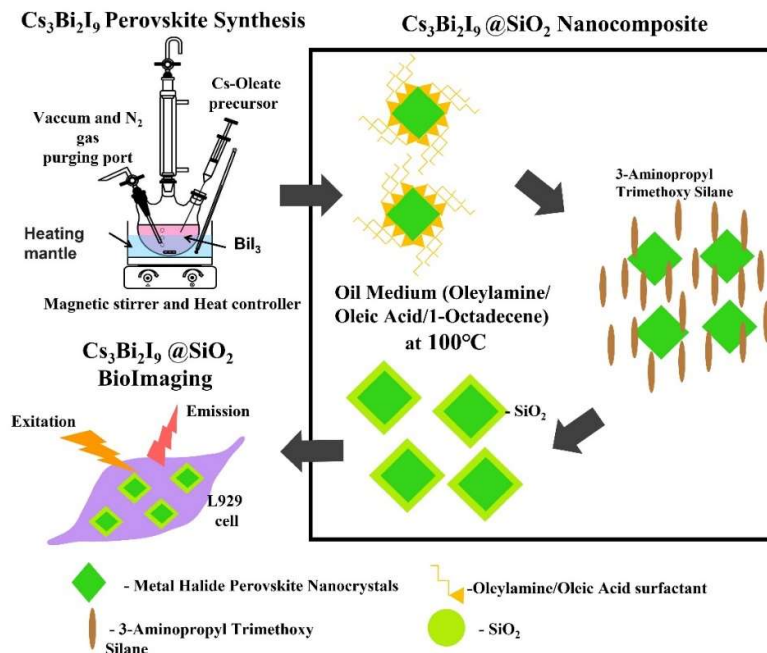 Cs₃Bi₂I₉ Perovskite Synthesis
Cs₃Bi₂I₉ @SiO₂ Nanocomposite
Cs-Oleate
precursor
Vaccum and N₂
gas
purging port
Heating
mantle
BiI₃
Magnetic stirrer and Heat controller
3-Aminopropyl
Trimethoxy Silane
Oil Medium (Oleylamine/
Oleic Acid/1-Octadecene)
at 100°C
- SiO₂
Cs₃Bi₂I₉ @SiO₂
BioImaging
Emission
Exitation
L929
cell
- Metal Halide Perovskite Nanocrystals
-Oleylamine/Oleic Acid surfactant
- 3-Aminopropyl Trimethoxy
Silane
- SiO₂